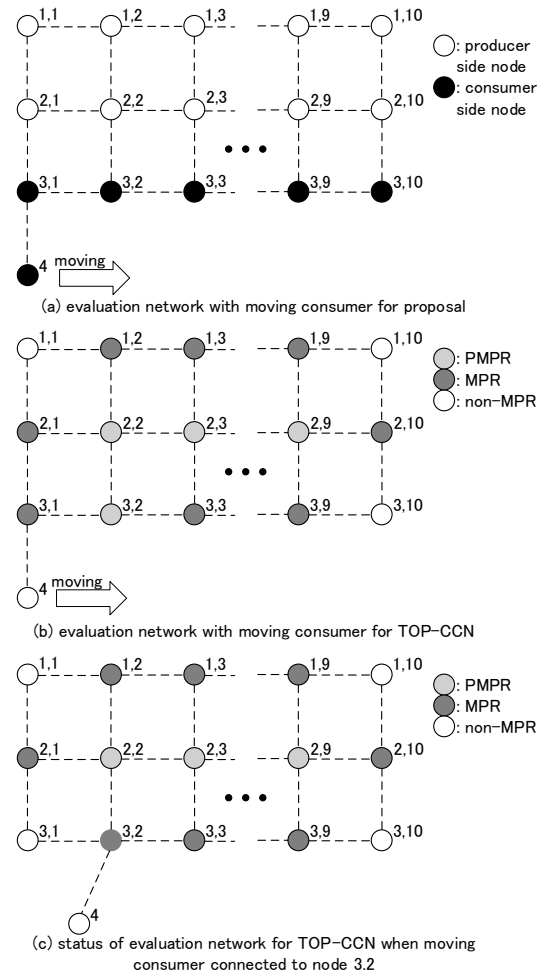 1,1 1,2 1,3 1,9 1,10
: producer
side node
: consumer
side node
2,1 2,2 2,3 2,9 2,10
•••
3,1 3,2 3,3 3,9 3,10
4 moving
(a) evaluation network with moving consumer for proposal
1,1 1,2 1,3 1,9 1,10
: PMPR
: MPR
: non-MPR
2,1 2,2 2,3 2,9 2,10
•••
3,1 3,2 3,3 3,9 3,10
4 moving
(b) evaluation network with moving consumer for TOP-CCN
1,1 1,2 1,3 1,9 1,10
: PMPR
: MPR
: non-MPR
2,1 2,2 2,3 2,9 2,10
•••
3,1 3,2 3,3 3,9 3,10
4
(c) status of evaluation network for TOP-CCN when moving
consumer connected to node 3.2